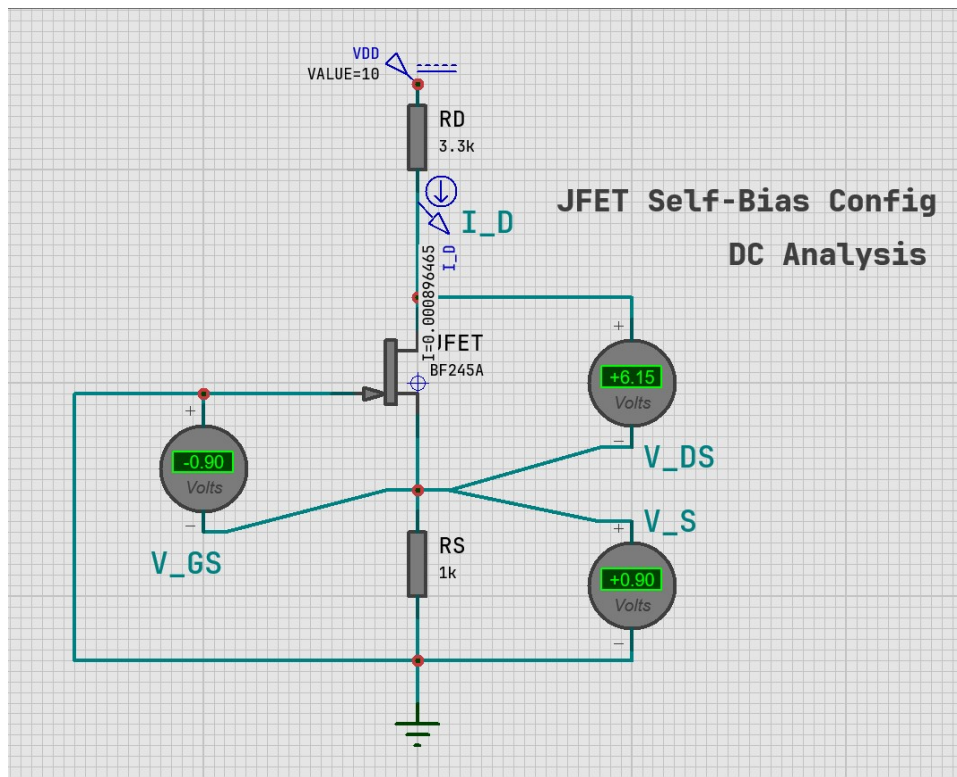 VDD
VALUE=10
RD
3.3k
JFET Self-Bias Config
DC Analysis
I_D
I_D
I=0.000896465
JFET
BF245A
+
+6.15
Volts
−
V_DS
+
-0.90
Volts
−
V_GS
RS
1k
V_S
+
+0.90
Volts
−